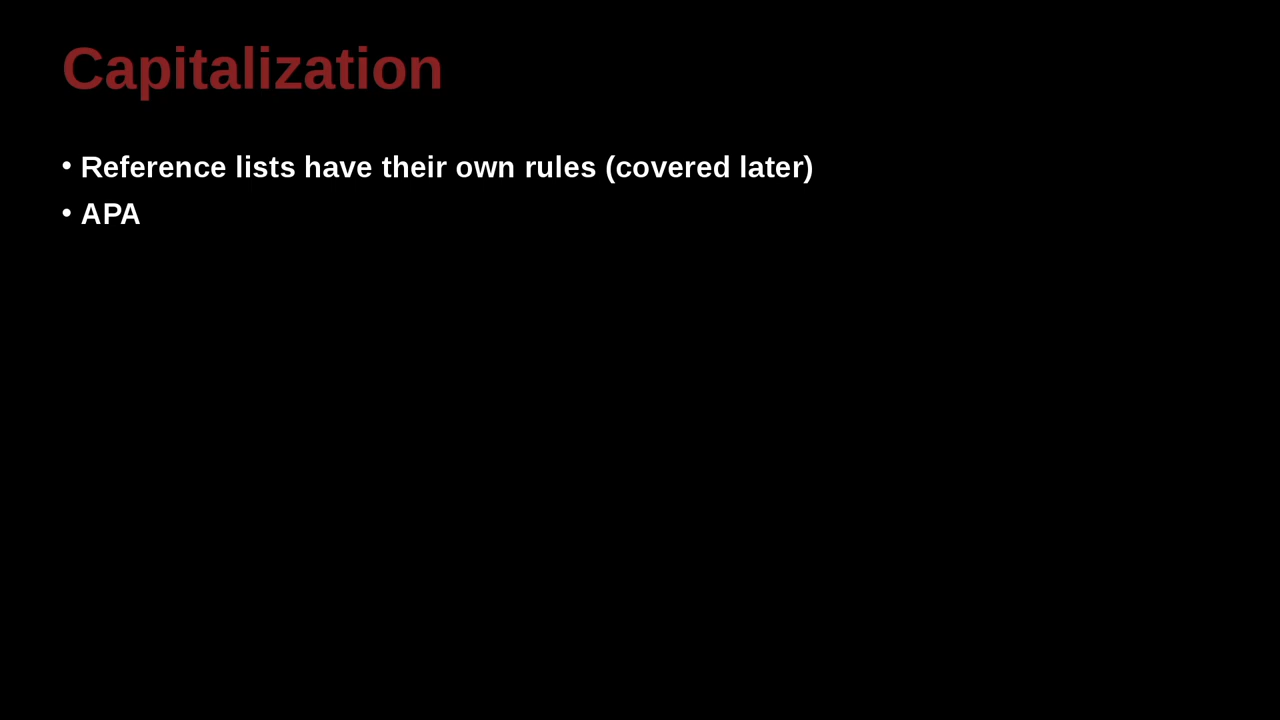 Capitalization
• Reference lists have their own rules (covered later)
• APA